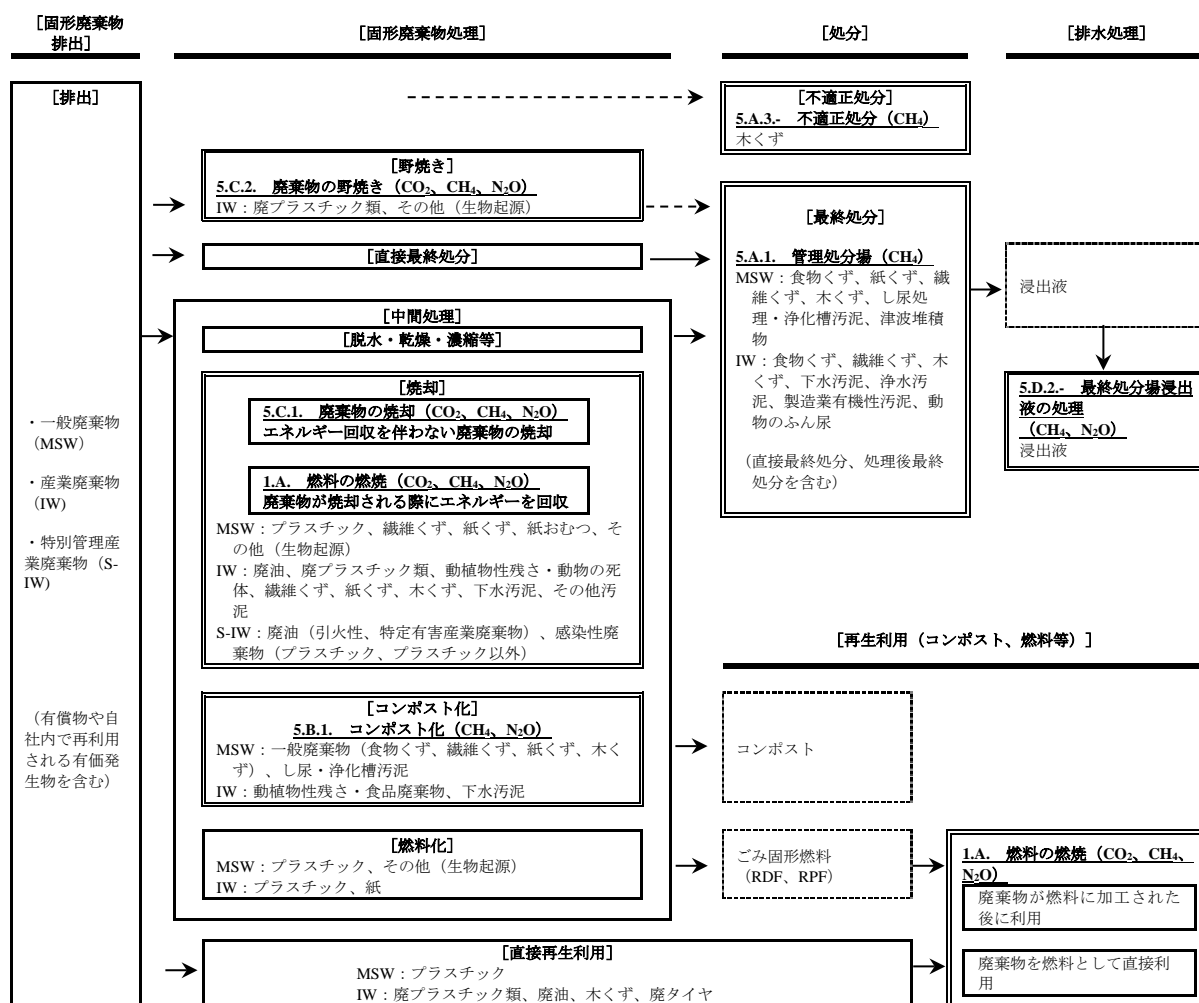 ［固形廃棄物
排出］
［固形廃棄物処理］
［処分］
［排水処理］
［排出］
・一般廃棄物
（MSW）
・産業廃棄物
（IW）
・特別管理産
業廃棄物（S-
IW）
（有償物や自
社内で再利用
される有価発
生物を含む）
［不適正処分］
5.A.3.- 不適正処分（CH₄）
木くず
［野焼き］
5.C.2. 廃棄物の野焼き（CO₂、CH₄、N₂O）
IW：廃プラスチック類、その他（生物起源）
［直接最終処分］
［中間処理］
［脱水・乾燥・濃縮等］
［焼却］
5.C.1. 廃棄物の焼却（CO₂、CH₄、N₂O）
エネルギー回収を伴わない廃棄物の焼却
1.A. 燃料の燃焼（CO₂、CH₄、N₂O）
廃棄物が焼却される際にエネルギーを回収
MSW：プラスチック、繊維くず、紙くず、紙おむつ、そ
の他（生物起源）
IW：廃油、廃プラスチック類、動植物性残さ・動物の死
体、繊維くず、紙くず、木くず、下水汚泥、その他汚
泥
S-IW：廃油（引火性、特定有害産業廃棄物）、感染性廃
棄物（プラスチック、プラスチック以外）
［コンポスト化］
5.B.1. コンポスト化（CH₄、N₂O）
MSW：一般廃棄物（食物くず、繊維くず、紙くず、木く
ず）、し尿・浄化槽汚泥
IW：動植物性残さ・食品廃棄物、下水汚泥
［燃料化］
MSW：プラスチック、その他（生物起源）
IW：プラスチック、紙
［直接再生利用］
MSW：プラスチック
IW：廃プラスチック類、廃油、木くず、廃タイヤ
［最終処分］
5.A.1. 管理処分場（CH₄）
MSW：食物くず、紙くず、繊
維くず、木くず、し尿処
理・浄化槽汚泥、津波堆積
物
IW：食物くず、繊維くず、木
くず、下水汚泥、浄水汚
泥、製造業有機性汚泥、動
物のふん尿
（直接最終処分、処理後最終
処分を含む）
浸出液
5.D.2.- 最終処分場浸出
液の処理
（CH₄、N₂O）
浸出液
［再生利用（コンポスト、燃料等）］
コンポスト
ごみ固形燃料
（RDF、RPF）
1.A. 燃料の燃焼（CO₂、CH₄、
N₂O）
廃棄物が燃料に加工された
後に利用
廃棄物を燃料として直接利
用